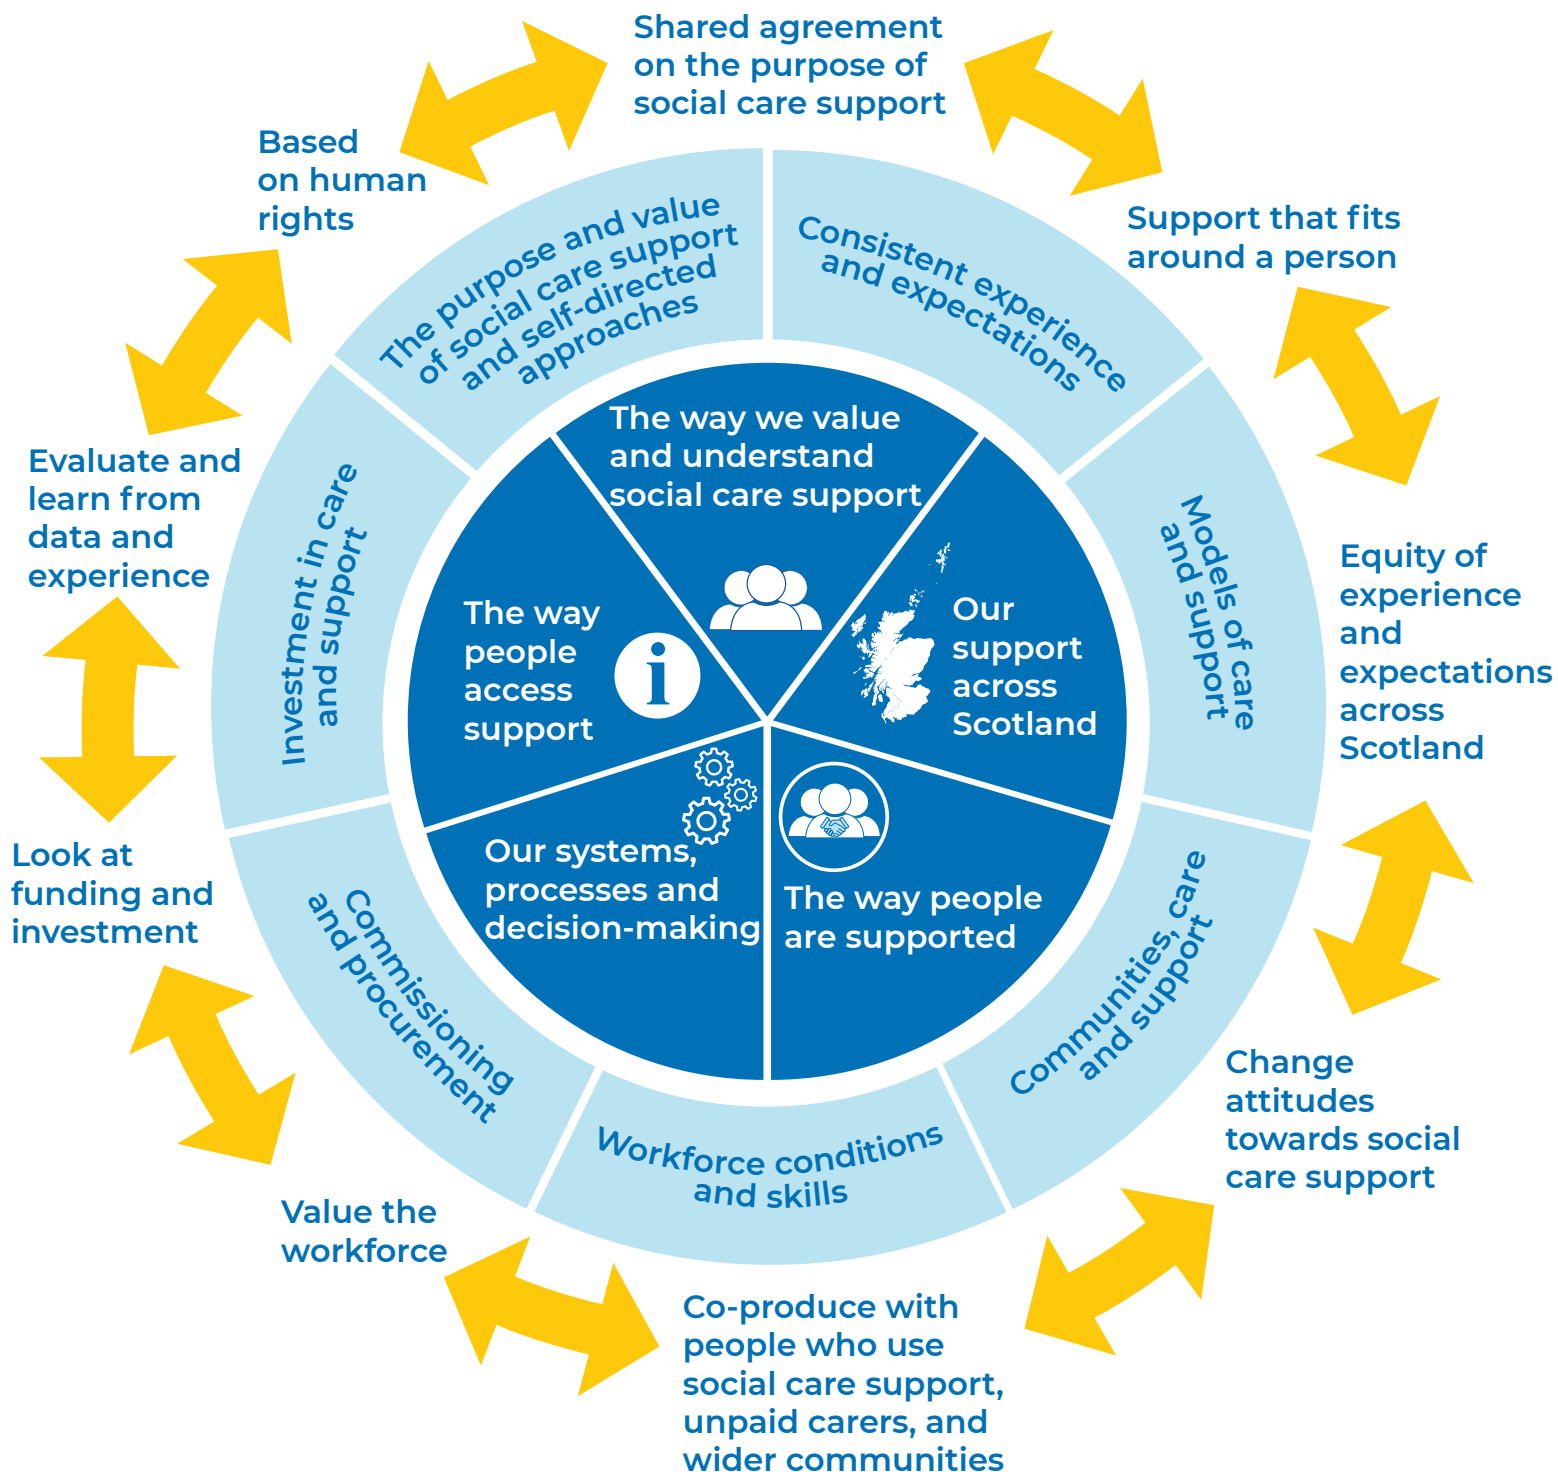 Shared agreement
on the purpose of
social care support
Support that fits
around a person
Equity of
experience
and
expectations
across
Scotland
Change
attitudes
towards social
care support
Co-produce with
people who use
social care support,
unpaid carers, and
wider communities
Value the
workforce
Look at
funding and
investment
Evaluate and
learn from
data and
experience
Based
on human
rights
The purpose and value
of social care support
and self-directed
approaches
Consistent experience
and expectations
Models of care
and support
Communities, care
and support
Workforce conditions
and skills
Commissioning
and procurement
Investment in care
and support
The way we value
and understand
social care support
Our
support
across
Scotland
The way people
are supported
Our systems,
processes and
decision-making
The way
people
access
support
i